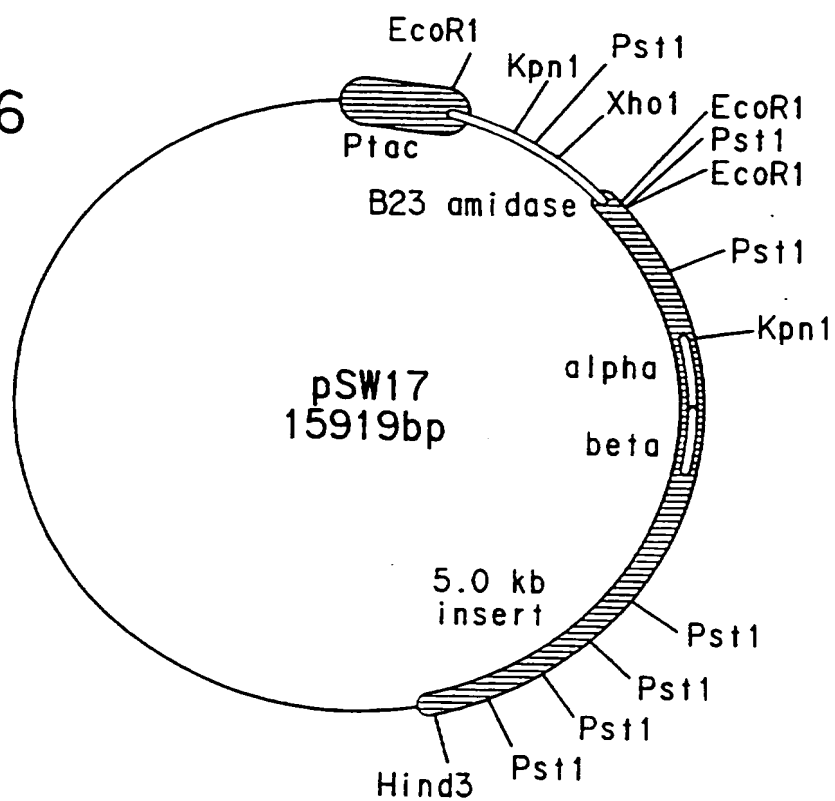 6
EcoR1
Kpn1
Pst1
Xho1
EcoR1
Pst1
EcoR1
Ptac
B23 amidase
Pst1
Kpn1
alpha
pSW17
15919bp
beta
5.0 kb
insert
Pst1
Pst1
Pst1
Pst1
Hind3